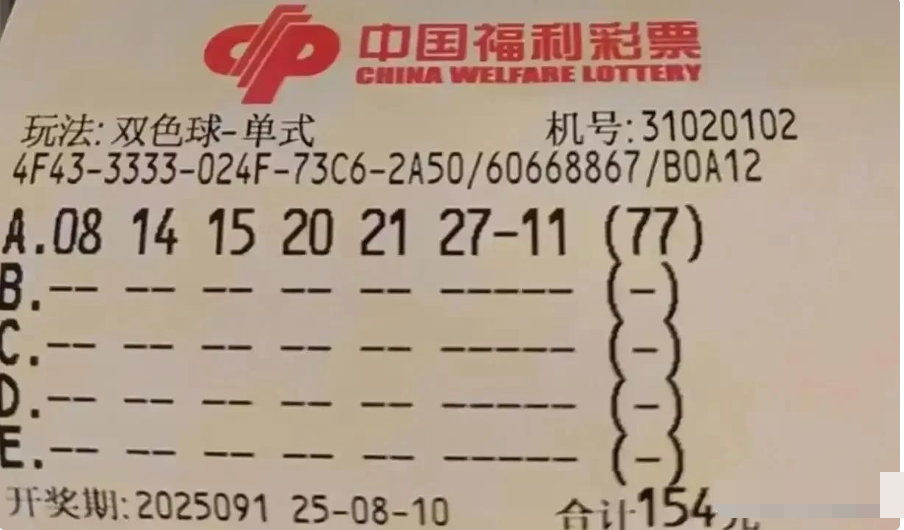 中国福利彩票
CHINA WELFARE LOTTERY
玩法: 双色球-单式 机号: 31020102
4F43-3333-024F-73C6-2A50/60668867/B0A12
A.08 14 15 20 21 27-11 (77)
B.-- -- -- -- -- ----- (-)
C.-- -- -- -- -- ----- (-)
D.-- -- -- -- -- ----- (-)
E.-- -- -- -- -- ----- (-)
开奖期: 2025091 25-08-10 合计154元